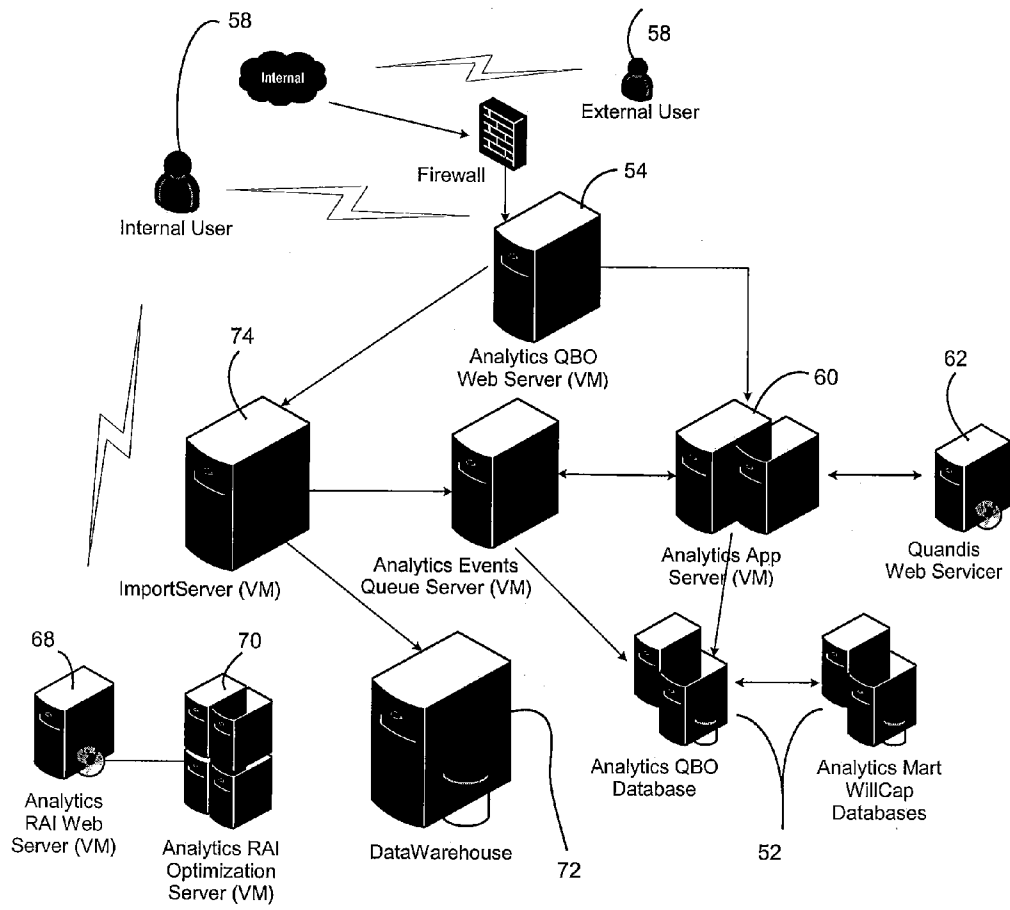 58
58
Internal
External User
Firewall
54
Internal User
74
Analytics QBO
Web Server (VM)
60
62
ImportServer (VM)
Analytics Events
Queue Server (VM)
Analytics App
Server (VM)
Quandis
Web Servicer
68
70
Analytics
RAI Web
Server (VM)
Analytics RAI
Optimization
Server (VM)
DataWarehouse
72
Analytics QBO
Database
52
Analytics Mart
WillCap
Databases